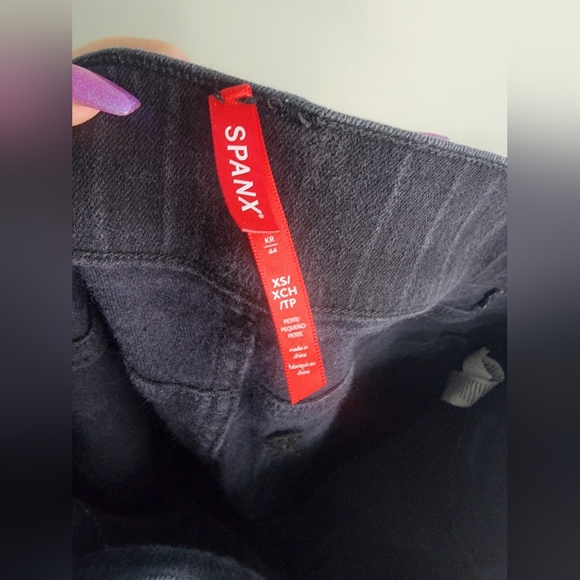 SPANX®
KR
44
XS/
XCH
/TP
PETITE/
PEQUEÑO/
PETITE
made in
china
fabriqué en
chine